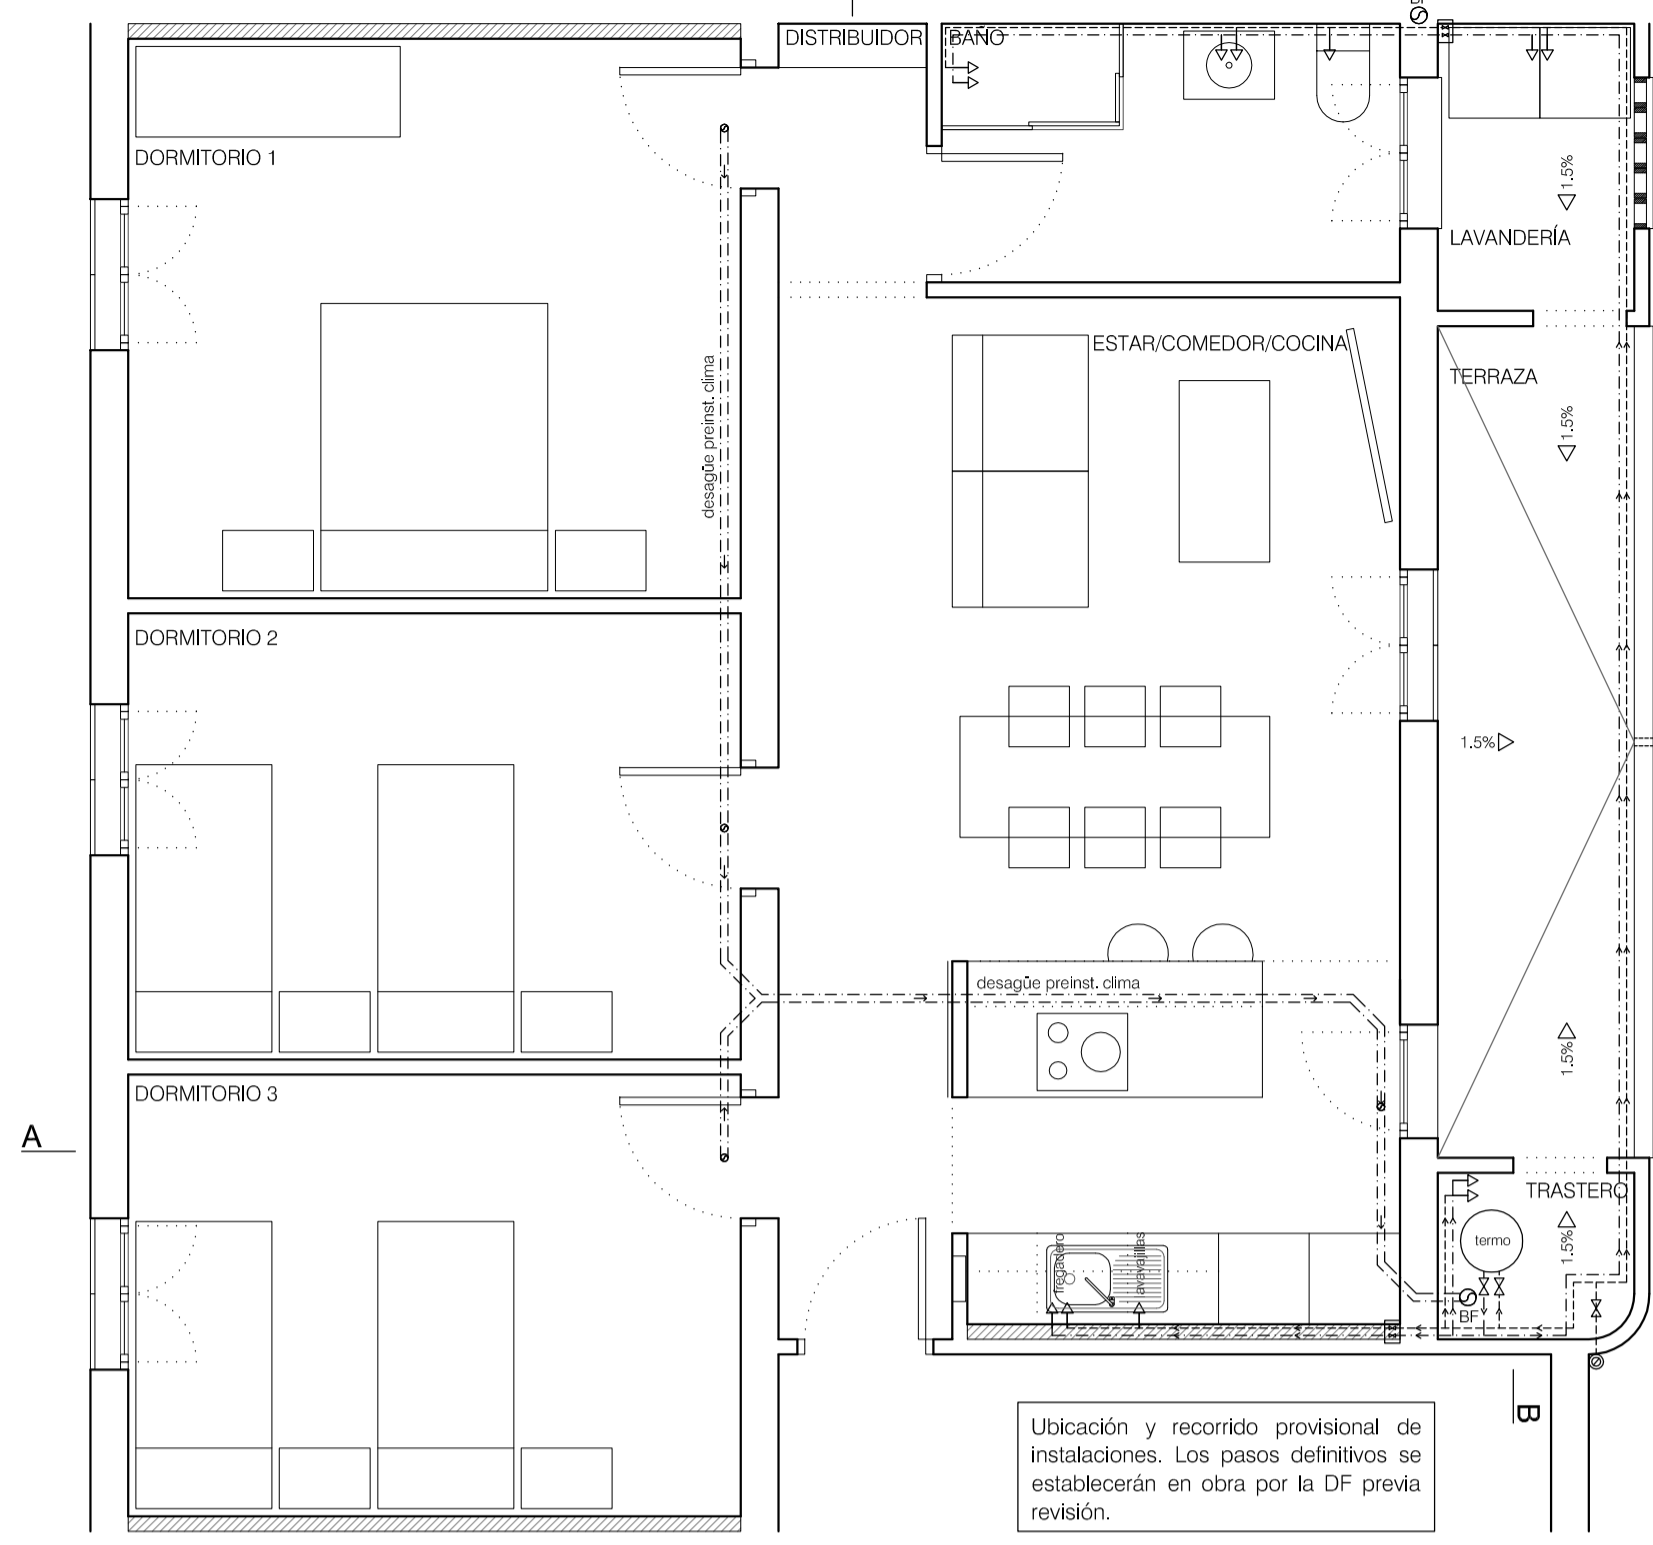 DISTRIBUIDOR
BAÑO
DORMITORIO 1
1.5%
LAVANDERÍA
ESTAR/COMEDOR/COCINA
TERRAZA
desagüe preinst. clima
1.5%
DORMITORIO 2
1.5%
desagüe preinst. clima
1.5%
DORMITORIO 3
A
TRASTERO
fregadero
lavavajillas
termo
1.5%
BF
B
Ubicación y recorrido provisional de
instalaciones. Los pasos definitivos se
establecerán en obra por la DF previa
revisión.